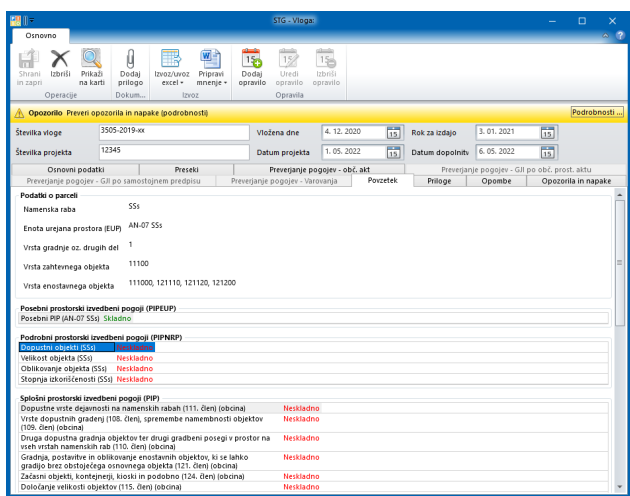 STG - Vloga:
Osnovno
Shrani in zapri
Izbriši
Prikaži na karti
Dodaj prilogo
Izvoz/uvoz excel
Pripravi mnenje
Dodaj opravilo
Uredi opravilo
Izbriši opravilo
Operacije
Dokum...
Izvoz
Opravila
Opozorilo Preveri opozorila in napake (podrobnosti)
Podrobnosti ...
Številka vloge 3505-2019-xx Vložena dne 4. 12. 2020 Rok za izdajo 3. 01. 2021
Številka projekta 12345 Datum projekta 1. 05. 2022 Datum dopolnitv 6. 05. 2022
Osnovni podatki Preseki Preverjanje pogojev - obč. akt Preverjanje pogojev - GJI po obč. prost. aktu
Preverjanje pogojev - GJI po samostojnem predpisu Preverjanje pogojev - Varovanja Povzetek Priloge Opombe Opozorila in napake
Podatki o parceli
Namenska raba SSs
Enota urejana prostora (EUP) AN-07 SSs
Vrsta gradnje oz. drugih del 1
Vrsta zahtevnega objekta 11100
Vrsta enostavnega objekta 111000, 121110, 121120, 121200
Posebni prostorski izvedbeni pogoji (PIPEUP)
Posebni PIP (AN-07 SSs) Skladno
Podrobni prostorski izvedbeni pogoji (PIPNRP)
Dopustni objekti (SSs) Neskladno
Velikost objekta (SSs) Neskladno
Oblikovanje objekta (SSs) Neskladno
Stopnja izkoriščenosti (SSs) Neskladno
Splošni prostorski izvedbeni pogoji (PIP)
Dopustne vrste dejavnosti na namenskih rabah (111. člen) (obcina) Neskladno
Vrste dopustnih gradenj (108. člen), spremembe namembnosti objektov Neskladno
(109. člen) (obcina)
Druga dopustna gradnja objektov ter drugi gradbeni posegi v prostor na Neskladno
vseh vrstah namenskih rab (110. člen) (obcina)
Gradnja, postavitve in oblikovanje enostavnih objektov, ki se lahko Neskladno
gradijo brez obstoječega osnovnega objekta (121. člen) (obcina)
Začasni objekti, kontejnerji, kioski in podobno (124. člen) (obcina) Neskladno
Določanje velikosti objektov (115. člen) (obcina) Neskladno